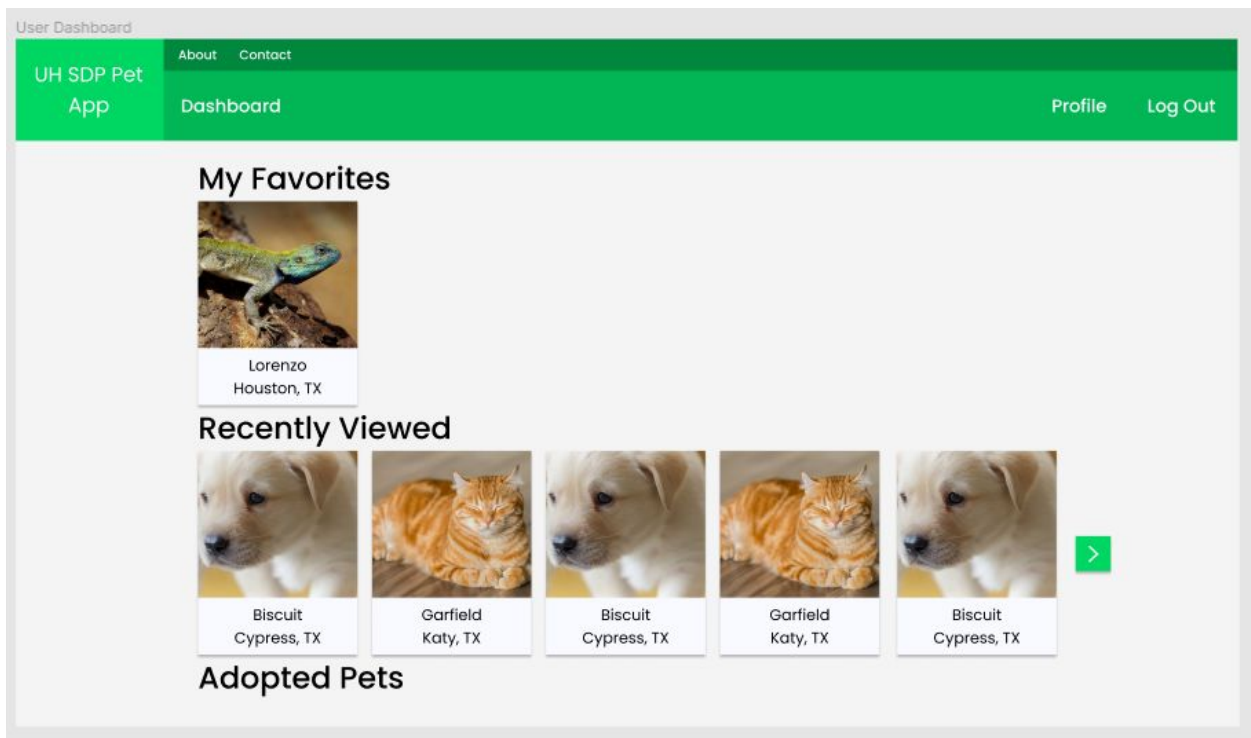 User Dashboard
UH SDP Pet
App
About Contact
Dashboard
Profile Log Out
My Favorites
Lorenzo
Houston, TX
Recently Viewed
Biscuit
Cypress, TX
Garfield
Katy, TX
Biscuit
Cypress, TX
Garfield
Katy, TX
Biscuit
Cypress, TX
Adopted Pets